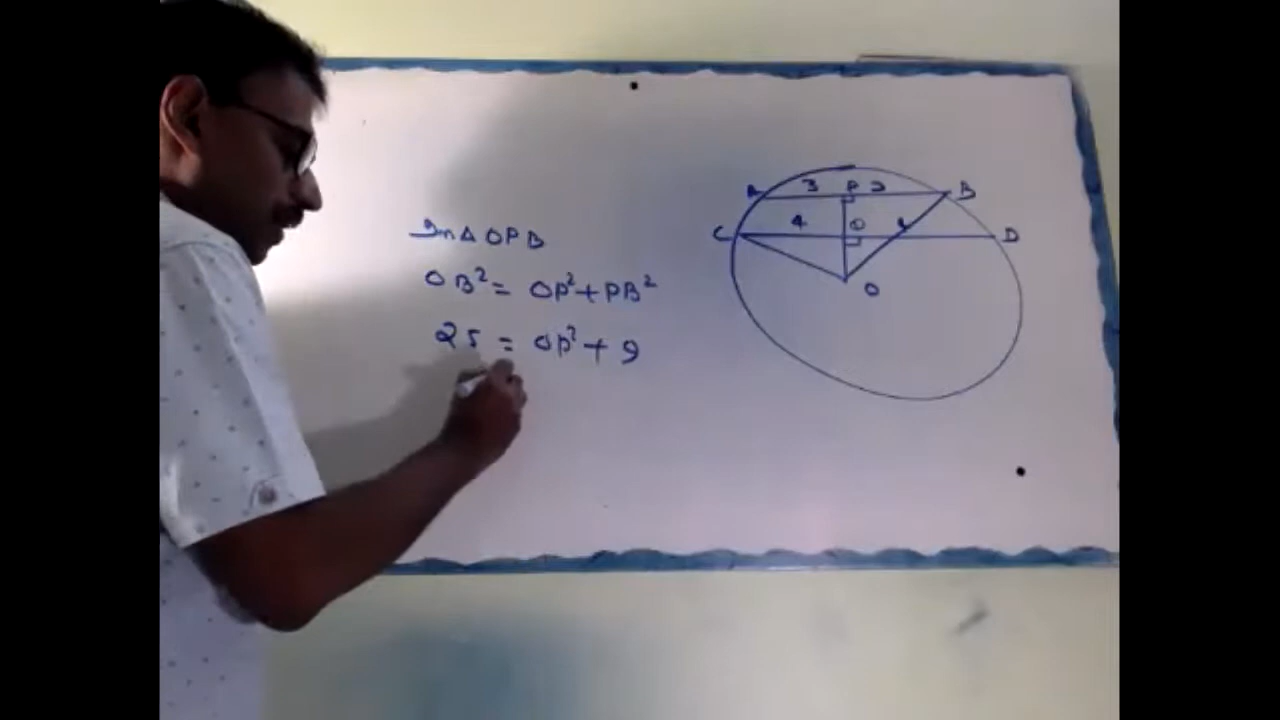 In Δ OPB
OB² = OP² + PB²
25 = OP² + 9
A 3 P 3 B
C 4 Q D
O